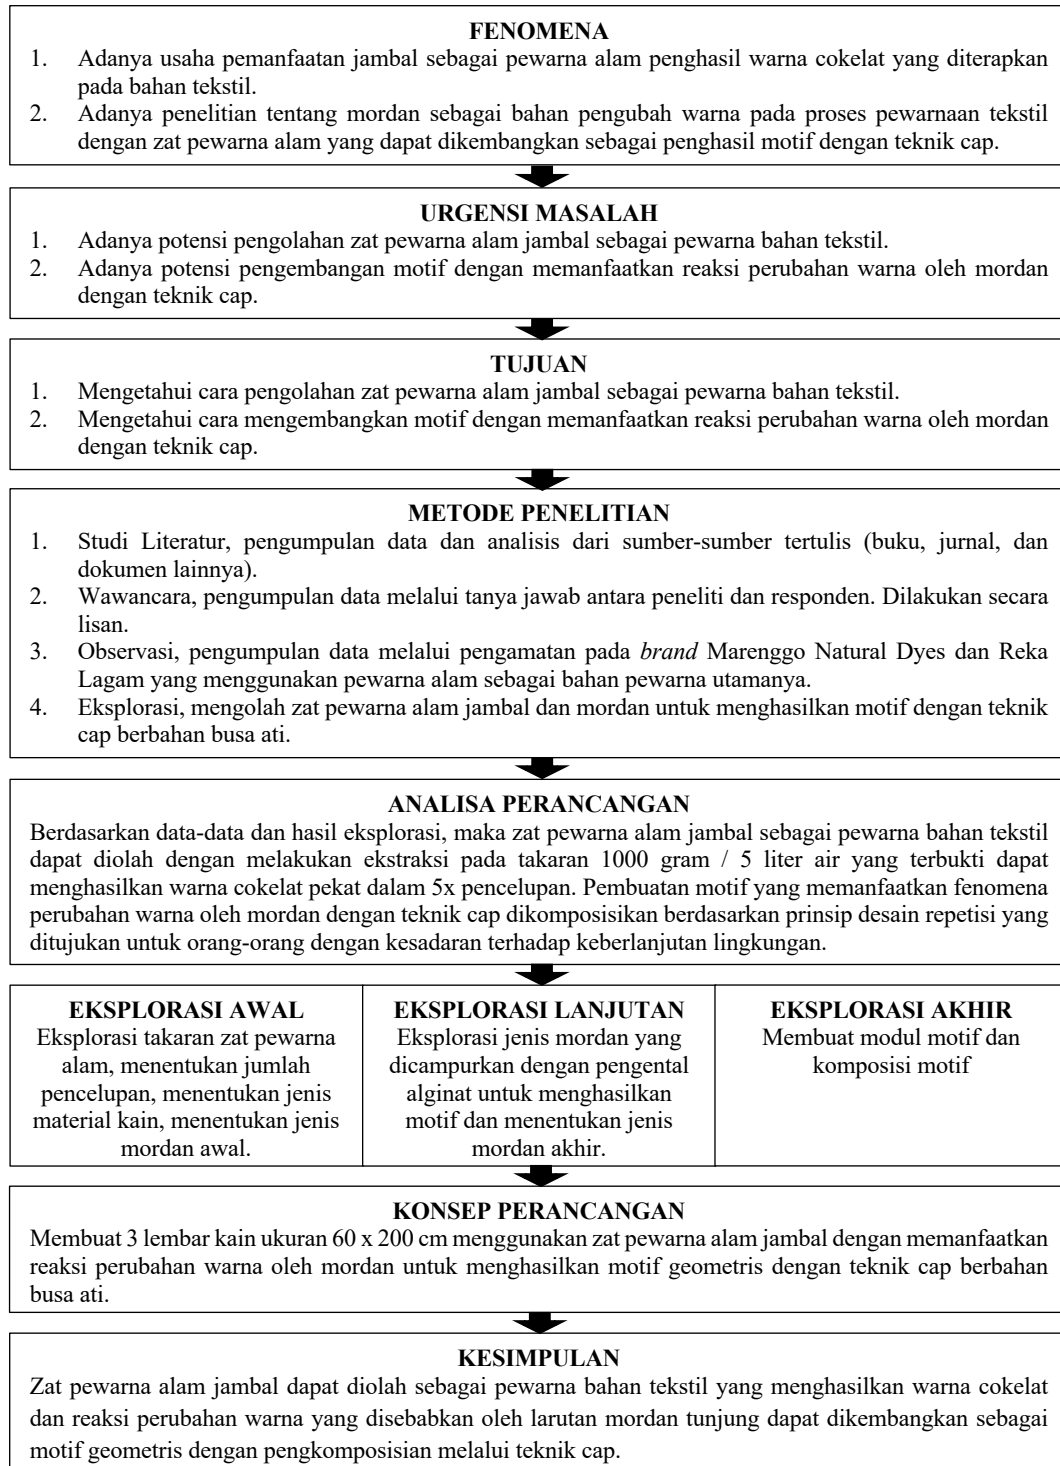 FENOMENA
1. Adanya usaha pemanfaatan jambal sebagai pewarna alam penghasil warna cokelat yang diterapkan
pada bahan tekstil.
2. Adanya penelitian tentang mordan sebagai bahan pengubah warna pada proses pewarnaan tekstil
dengan zat pewarna alam yang dapat dikembangkan sebagai penghasil motif dengan teknik cap.
URGENSI MASALAH
1. Adanya potensi pengolahan zat pewarna alam jambal sebagai pewarna bahan tekstil.
2. Adanya potensi pengembangan motif dengan memanfaatkan reaksi perubahan warna oleh mordan
dengan teknik cap.
TUJUAN
1. Mengetahui cara pengolahan zat pewarna alam jambal sebagai pewarna bahan tekstil.
2. Mengetahui cara mengembangkan motif dengan memanfaatkan reaksi perubahan warna oleh mordan
dengan teknik cap.
METODE PENELITIAN
1. Studi Literatur, pengumpulan data dan analisis dari sumber-sumber tertulis (buku, jurnal, dan
dokumen lainnya).
2. Wawancara, pengumpulan data melalui tanya jawab antara peneliti dan responden. Dilakukan secara
lisan.
3. Observasi, pengumpulan data melalui pengamatan pada brand Marenggo Natural Dyes dan Reka
Lagam yang menggunakan pewarna alam sebagai bahan pewarna utamanya.
4. Eksplorasi, mengolah zat pewarna alam jambal dan mordan untuk menghasilkan motif dengan teknik
cap berbahan busa ati.
ANALISA PERANCANGAN
Berdasarkan data-data dan hasil eksplorasi, maka zat pewarna alam jambal sebagai pewarna bahan tekstil
dapat diolah dengan melakukan ekstraksi pada takaran 1000 gram / 5 liter air yang terbukti dapat
menghasilkan warna cokelat pekat dalam 5x pencelupan. Pembuatan motif yang memanfaatkan fenomena
perubahan warna oleh mordan dengan teknik cap dikomposisikan berdasarkan prinsip desain repetisi yang
ditujukan untuk orang-orang dengan kesadaran terhadap keberlanjutan lingkungan.
EKSPLORASI AWAL
Eksplorasi takaran zat pewarna
alam, menentukan jumlah
pencelupan, menentukan jenis
material kain, menentukan jenis
mordan awal.
EKSPLORASI LANJUTAN
Eksplorasi jenis mordan yang
dicampurkan dengan pengental
alginat untuk menghasilkan
motif dan menentukan jenis
mordan akhir.
EKSPLORASI AKHIR
Membuat modul motif dan
komposisi motif
KONSEP PERANCANGAN
Membuat 3 lembar kain ukuran 60 x 200 cm menggunakan zat pewarna alam jambal dengan memanfaatkan
reaksi perubahan warna oleh mordan untuk menghasilkan motif geometris dengan teknik cap berbahan
busa ati.
KESIMPULAN
Zat pewarna alam jambal dapat diolah sebagai pewarna bahan tekstil yang menghasilkan warna cokelat
dan reaksi perubahan warna yang disebabkan oleh larutan mordan tunjung dapat dikembangkan sebagai
motif geometris dengan pengkomposisian melalui teknik cap.